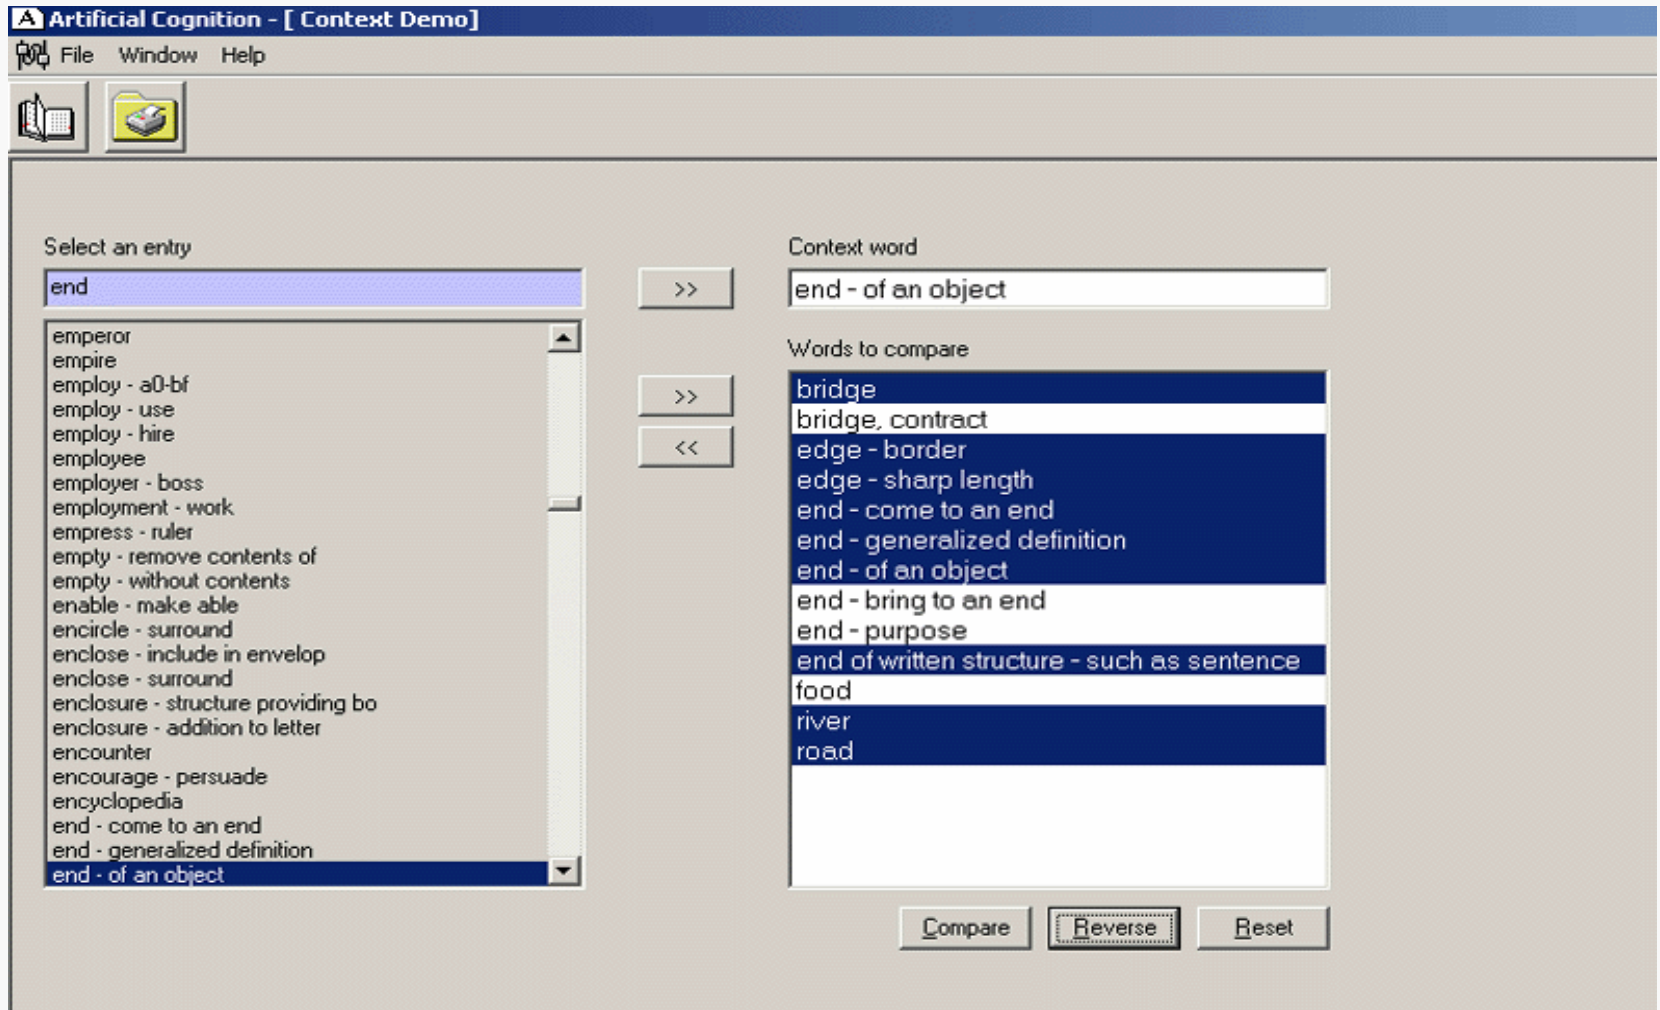 Artificial Cognition - [ Context Demo]
File Window Help
Select an entry
end
>>
Context word
end - of an object
emperor
empire
employ - a0-bf
employ - use
employ - hire
employee
employer - boss
employment - work
empress - ruler
empty - remove contents of
empty - without contents
enable - make able
encircle - surround
enclose - include in envelop
enclose - surround
enclosure - structure providing bo
enclosure - addition to letter
encounter
encourage - persuade
encyclopedia
end - come to an end
end - generalized definition
end - of an object
>>
<<
Words to compare
bridge
bridge, contract
edge - border
edge - sharp length
end - come to an end
end - generalized definition
end - of an object
end - bring to an end
end - purpose
end of written structure - such as sentence
food
river
road
Compare Reverse Reset